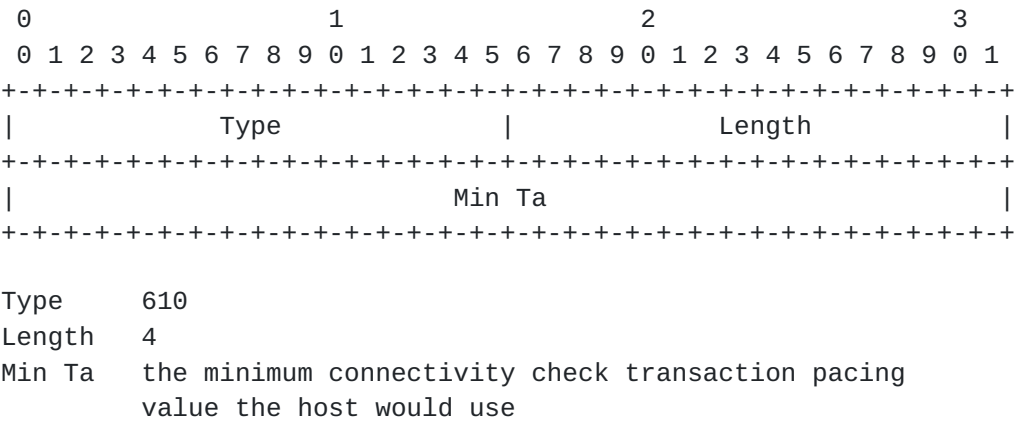 0                   1                   2                   3
 0 1 2 3 4 5 6 7 8 9 0 1 2 3 4 5 6 7 8 9 0 1 2 3 4 5 6 7 8 9 0 1
+-+-+-+-+-+-+-+-+-+-+-+-+-+-+-+-+-+-+-+-+-+-+-+-+-+-+-+-+-+-+-+-+
|             Type              |             Length            |
+-+-+-+-+-+-+-+-+-+-+-+-+-+-+-+-+-+-+-+-+-+-+-+-+-+-+-+-+-+-+-+-+
|                            Min Ta                             |
+-+-+-+-+-+-+-+-+-+-+-+-+-+-+-+-+-+-+-+-+-+-+-+-+-+-+-+-+-+-+-+-+

Type     610
Length   4
Min Ta   the minimum connectivity check transaction pacing
         value the host would use